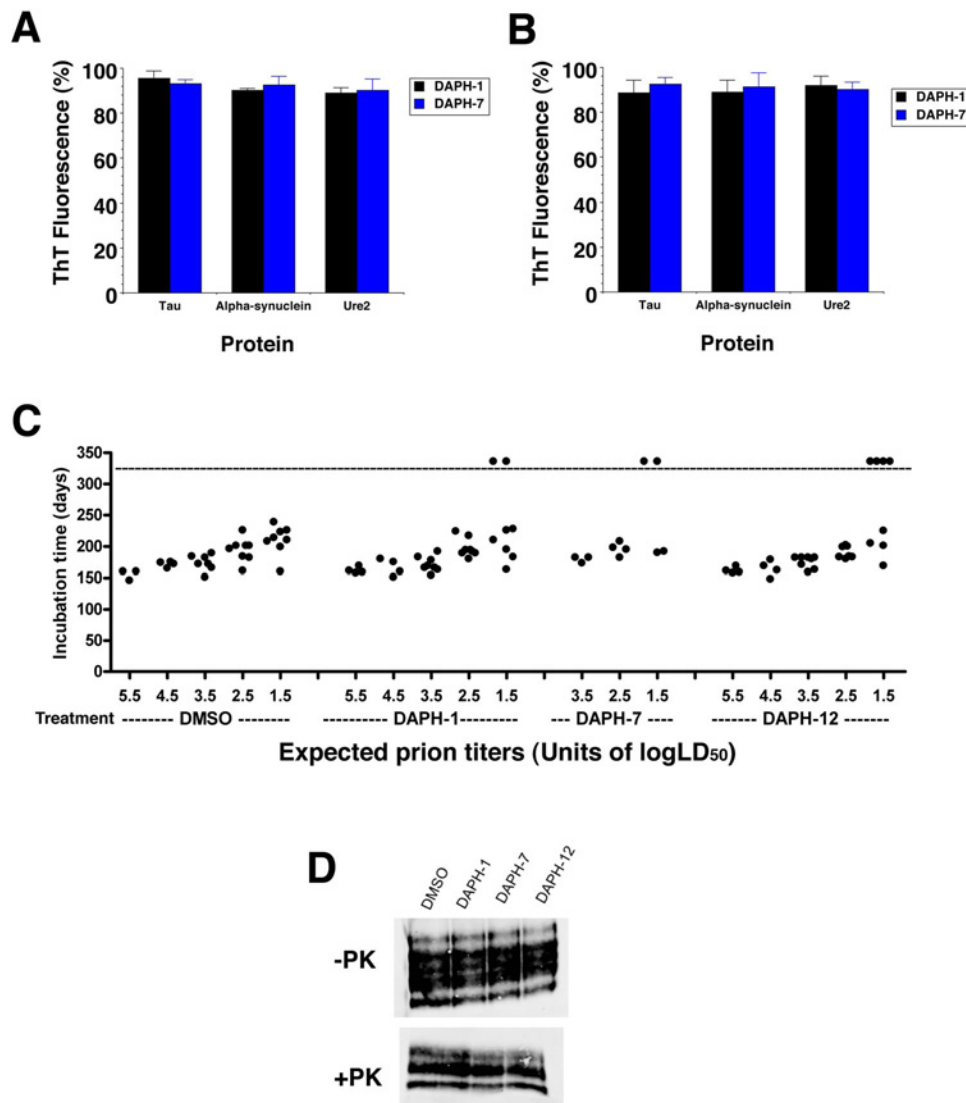 A
ThT Fluorescence (%)
100
80
60
40
20
0
Tau Alpha-synuclein Ure2
Protein
DAPH-1
DAPH-7
B
ThT Fluorescence (%)
100
80
60
40
20
0
Tau Alpha-synuclein Ure2
Protein
DAPH-1
DAPH-7
C
Incubation time (days)
350
300
250
200
150
100
50
0
5.5 4.5 3.5 2.5 1.5 5.5 4.5 3.5 2.5 1.5 3.5 2.5 1.5 5.5 4.5 3.5 2.5 1.5
Treatment -------- DMSO -------- --------- DAPH-1--------- --- DAPH-7 ---- -------- DAPH-12 -------
Expected prion titers (Units of logLD50)
D
DMSO DAPH-1 DAPH-7 DAPH-12
-PK
+PK